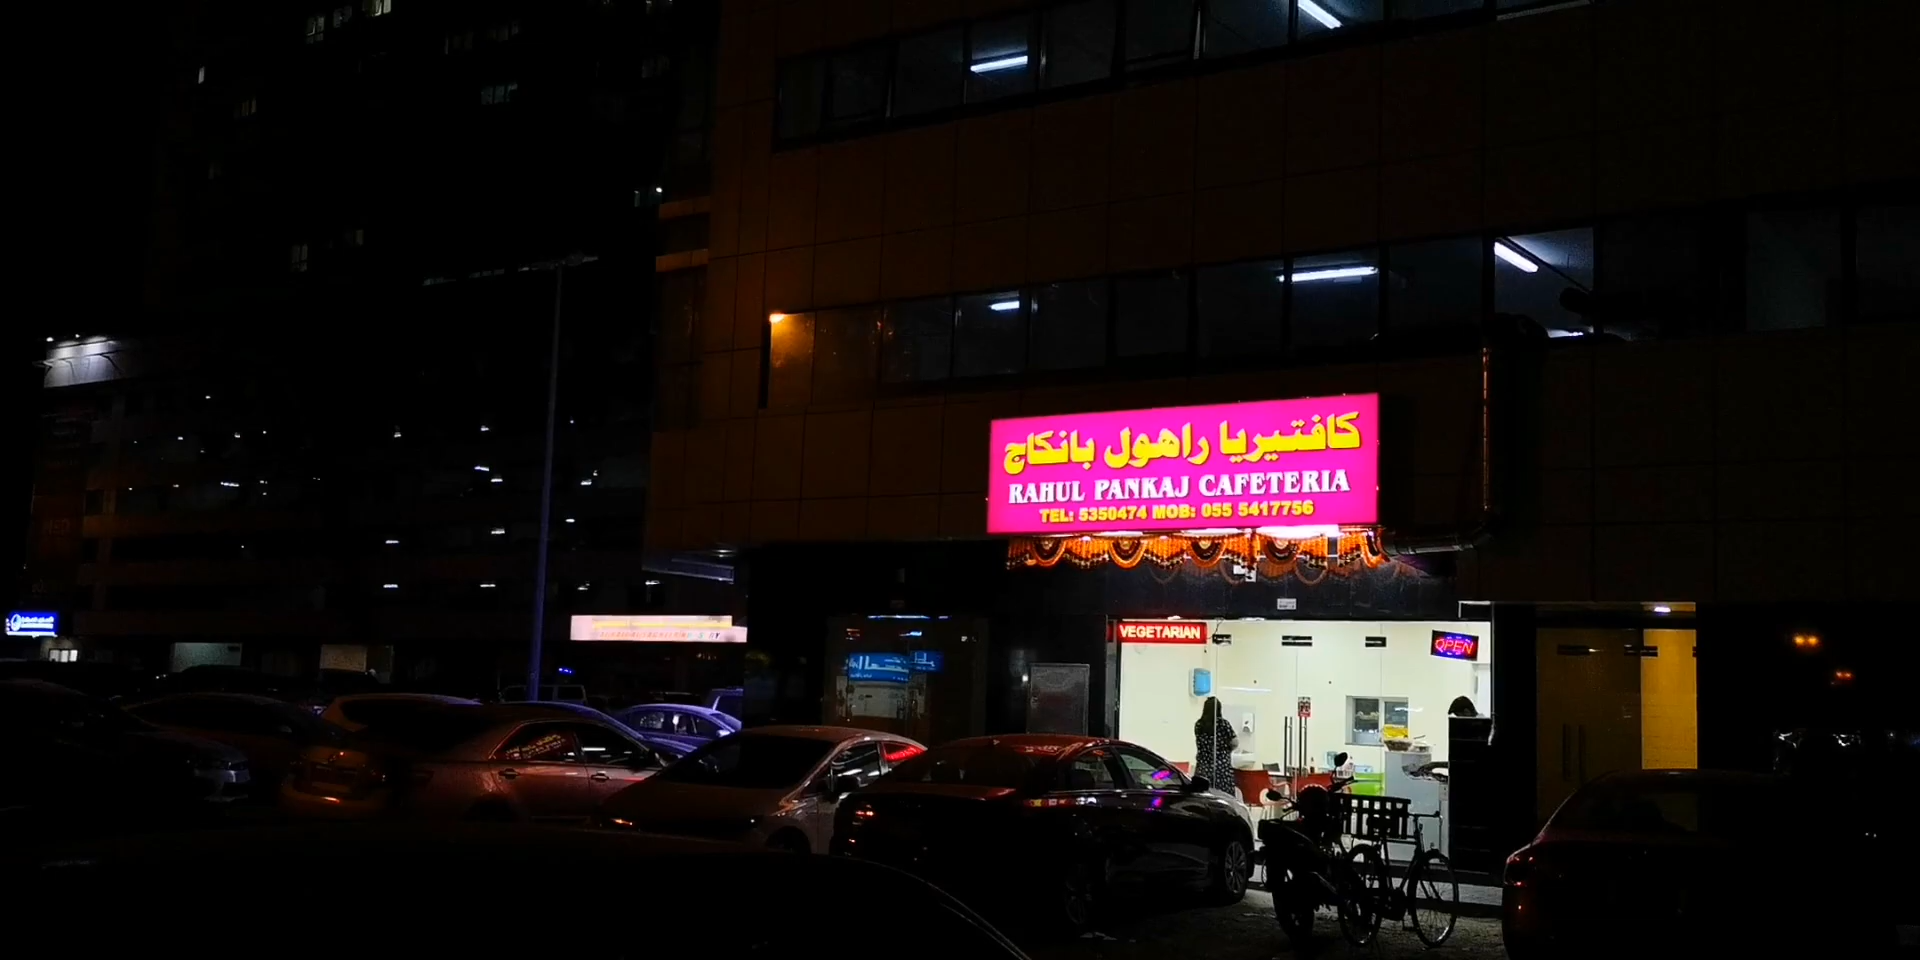 كافتيريا راهول بانكاج
RAHUL PANKAJ CAFETERIA
TEL: 5350474 MOB: 055 5417756
VEGETARIAN
OPEN